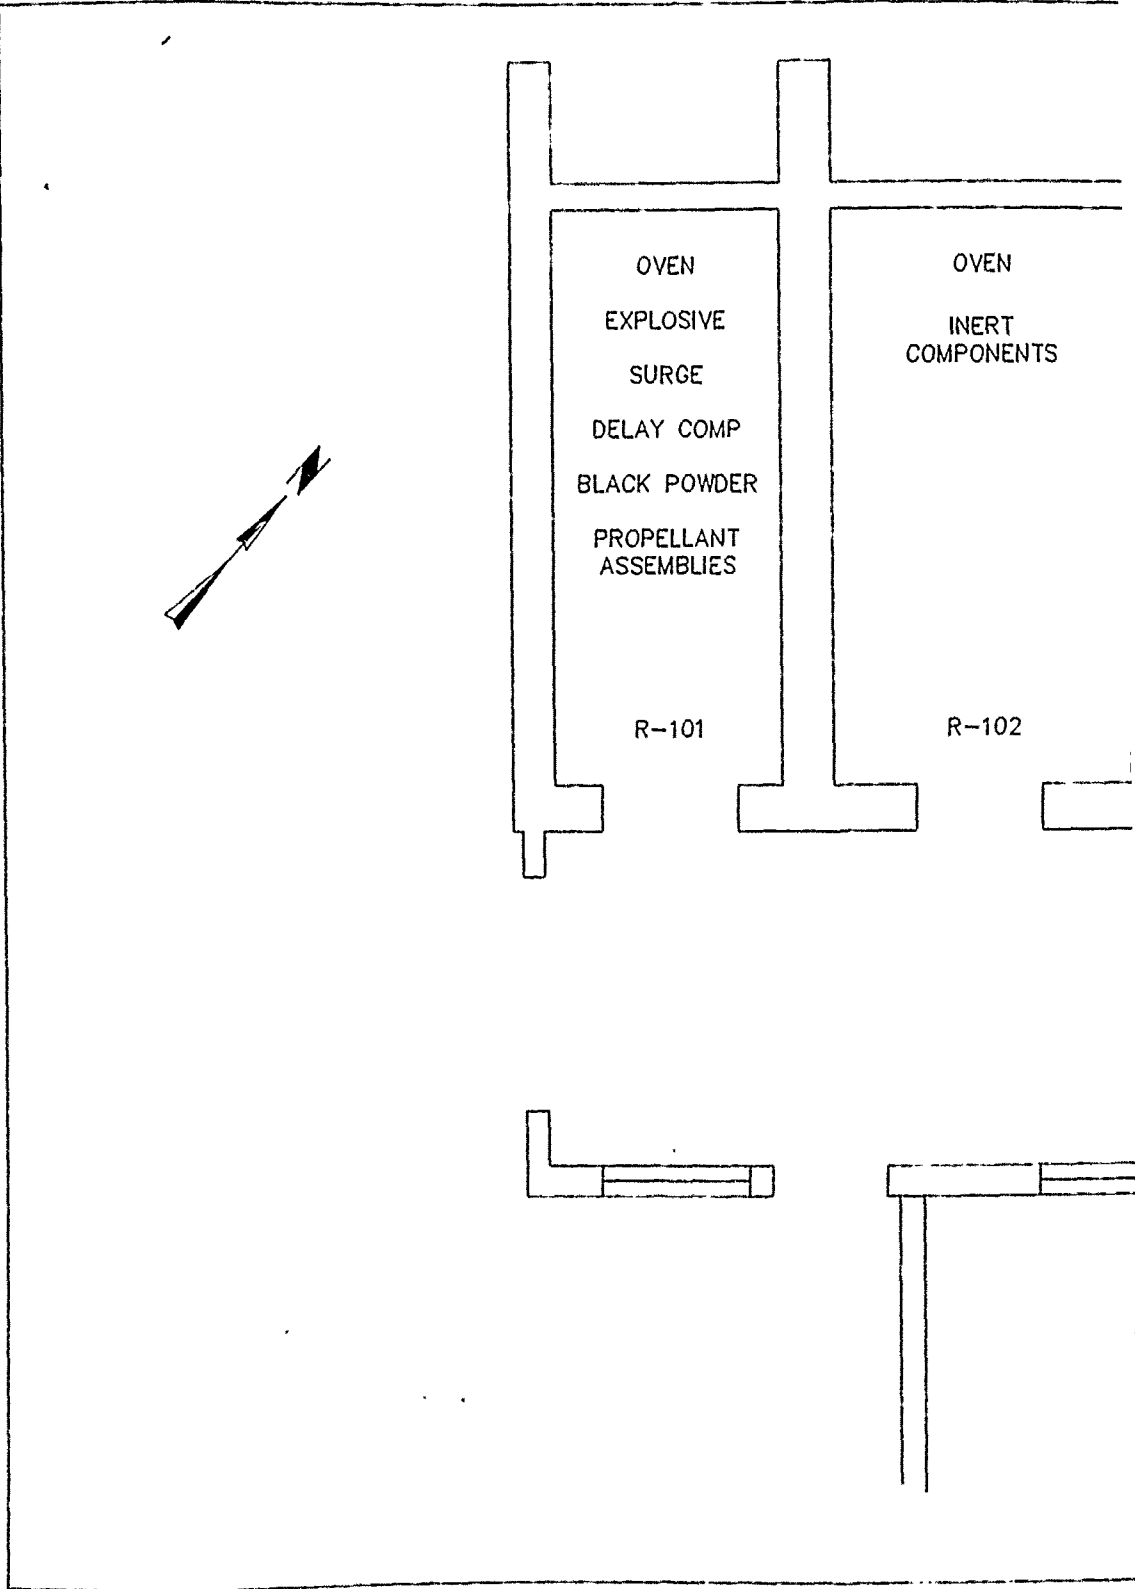 OVEN
EXPLOSIVE
SURGE
DELAY COMP
BLACK POWDER
PROPELLANT
ASSEMBLIES
R-101
OVEN
INERT
COMPONENTS
R-102
N